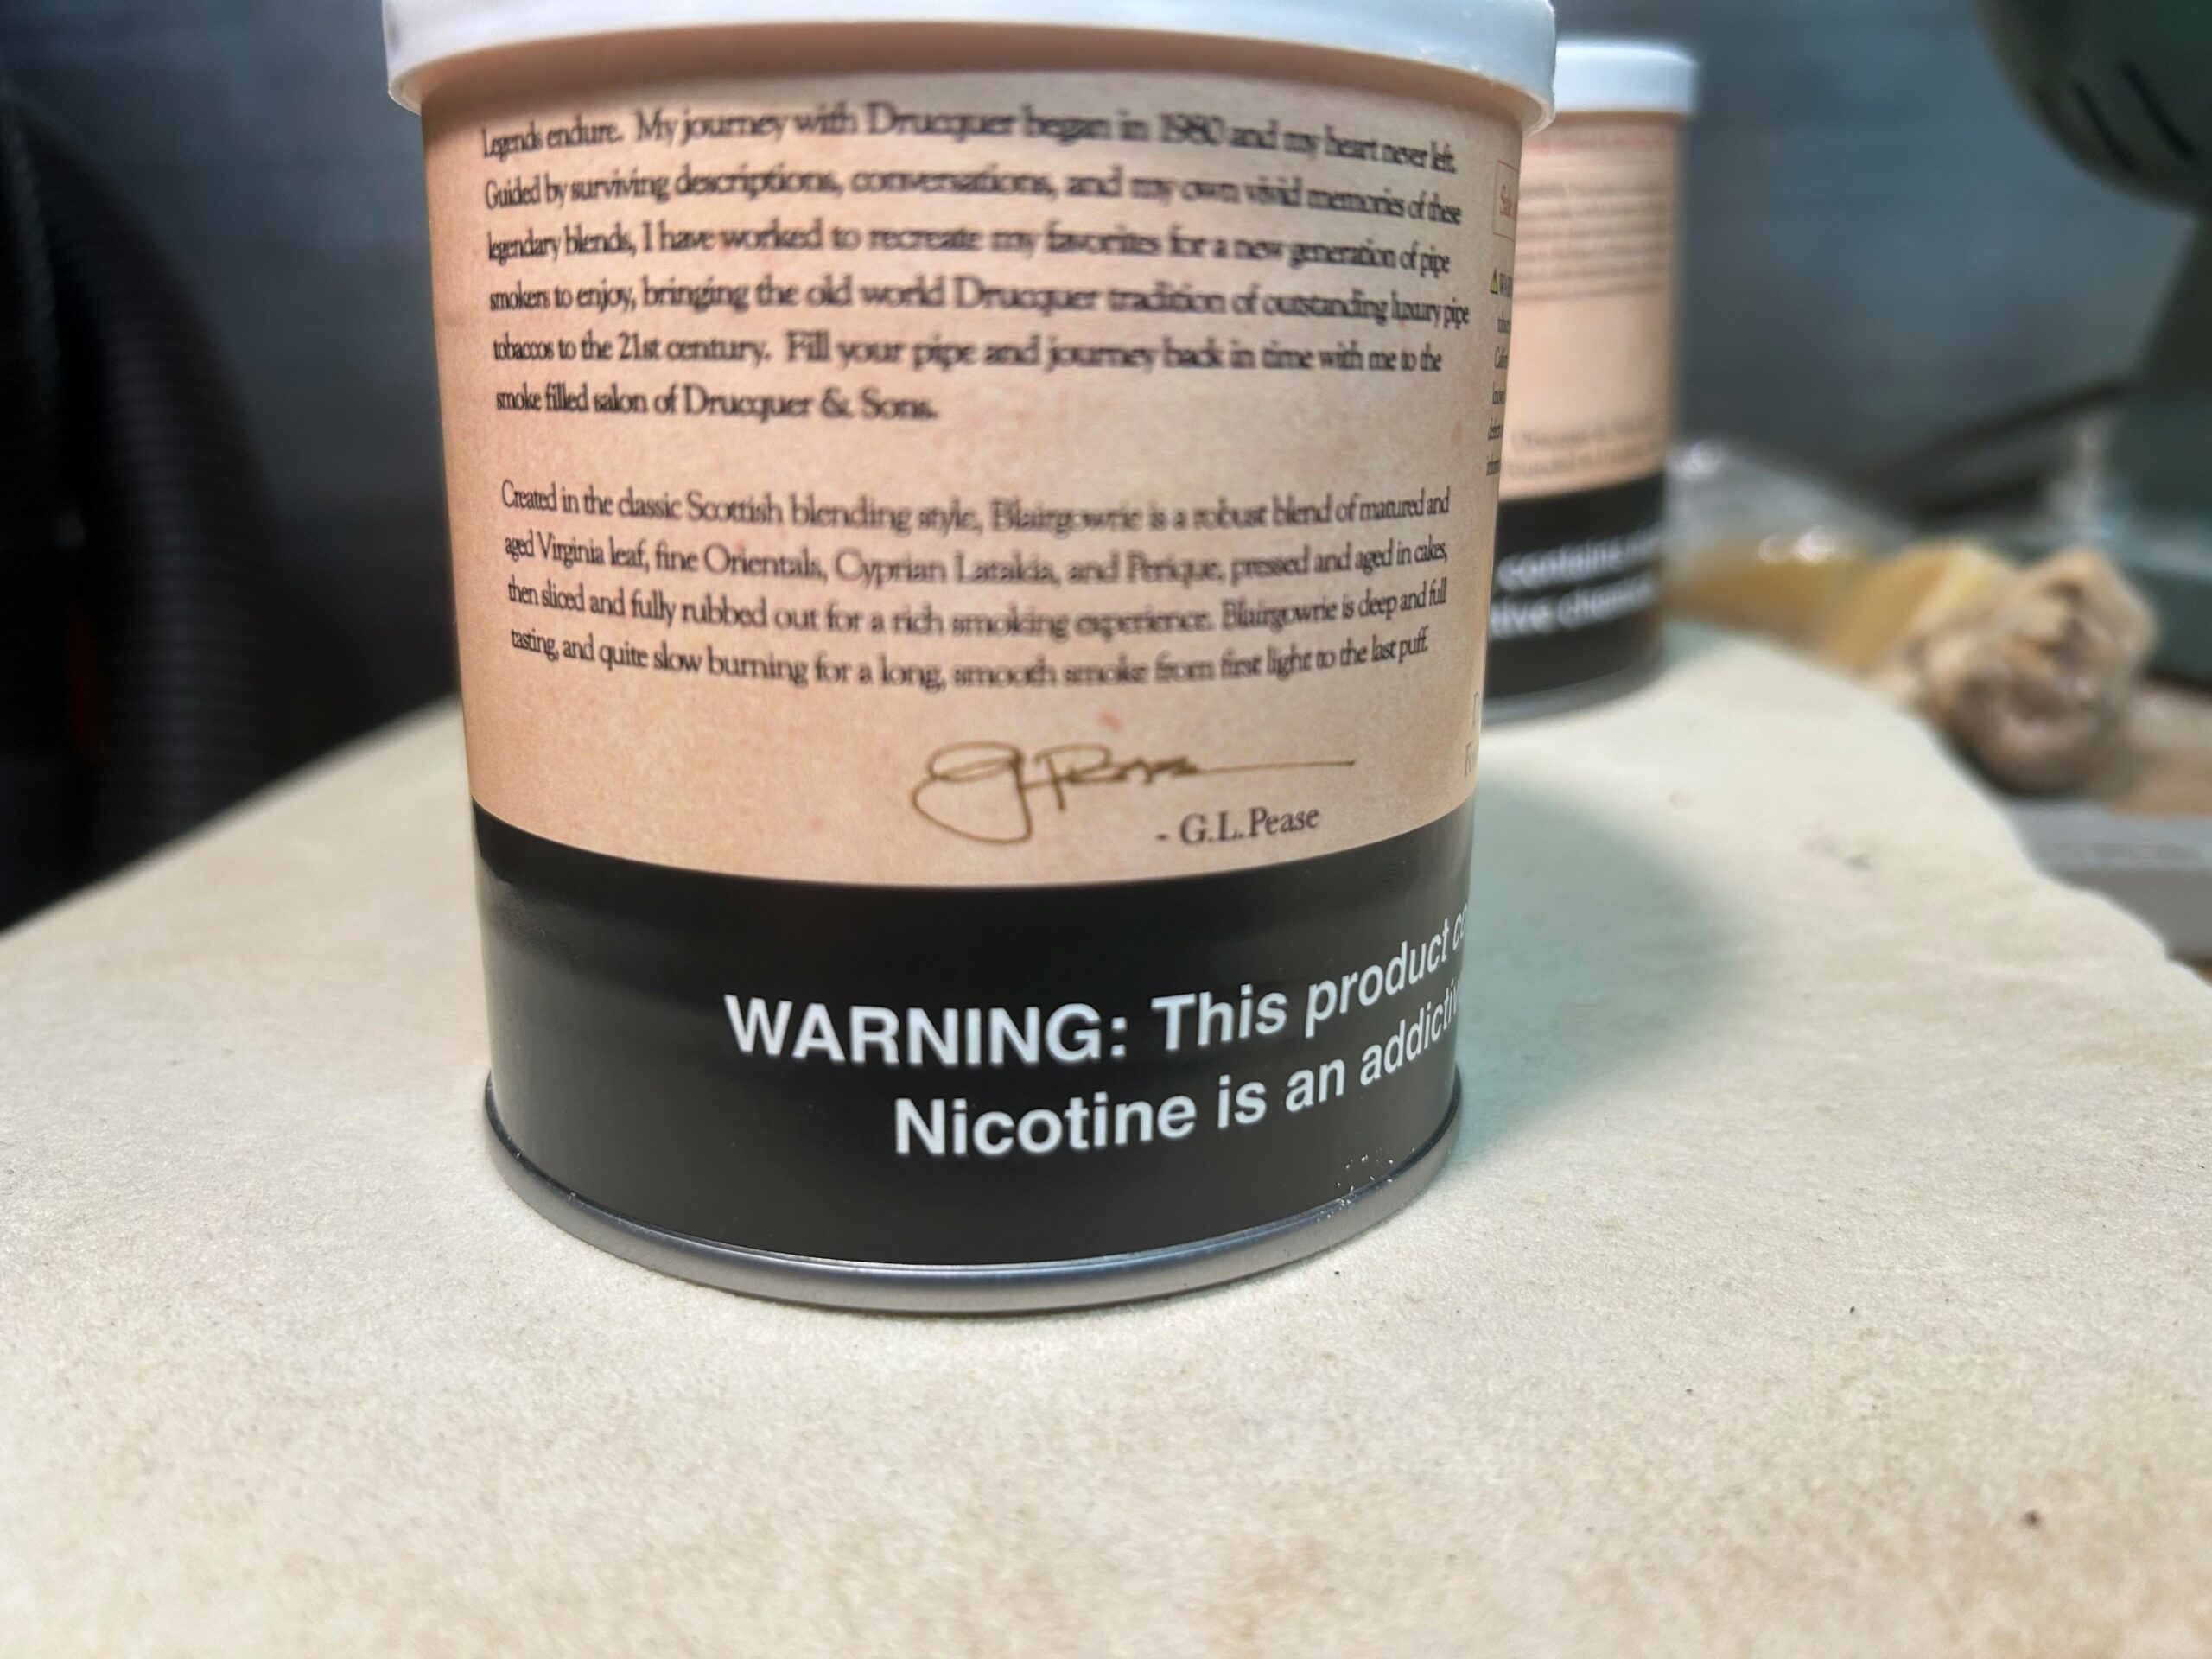 Legends endure. My journey with Drucquer began in 1980 and my heart never left.
Guided by surviving descriptions, conversations, and my own vivid memories of these
legendary blends, I have worked to recreate my favorites for a new generation of pipe
smokers to enjoy, bringing the old world Drucquer tradition of outstanding luxury pipe
tobaccos to the 21st century. Fill your pipe and journey back in time with me to the
smoke filled salon of Drucquer & Sons.
Created in the classic Scottish blending style, Blairgowrie is a robust blend of matured and
aged Virginia leaf, fine Orientals, Cyprian Latakia, and Perique, pressed and aged in cakes,
then sliced and fully rubbed out for a rich smoking experience. Blairgowrie is deep and full
tasting, and quite slow burning for a long, smooth smoke from first light to the last puff.
G. Pease
- G.L. Pease
WARNING: This product
Nicotine is an
contains